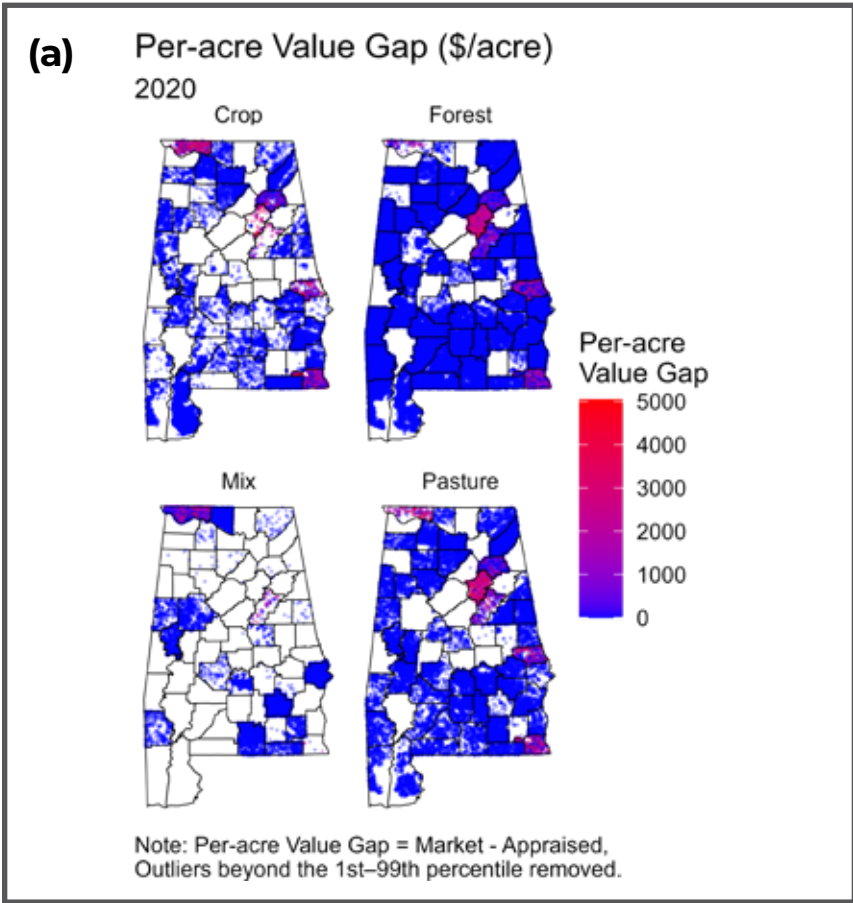 (a)
Per-acre Value Gap ($/acre)
2020
Crop
Forest
Mix
Pasture
Per-acre
Value Gap
5000
4000
3000
2000
1000
0
Note: Per-acre Value Gap = Market - Appraised,
Outliers beyond the 1st–99th percentile removed.